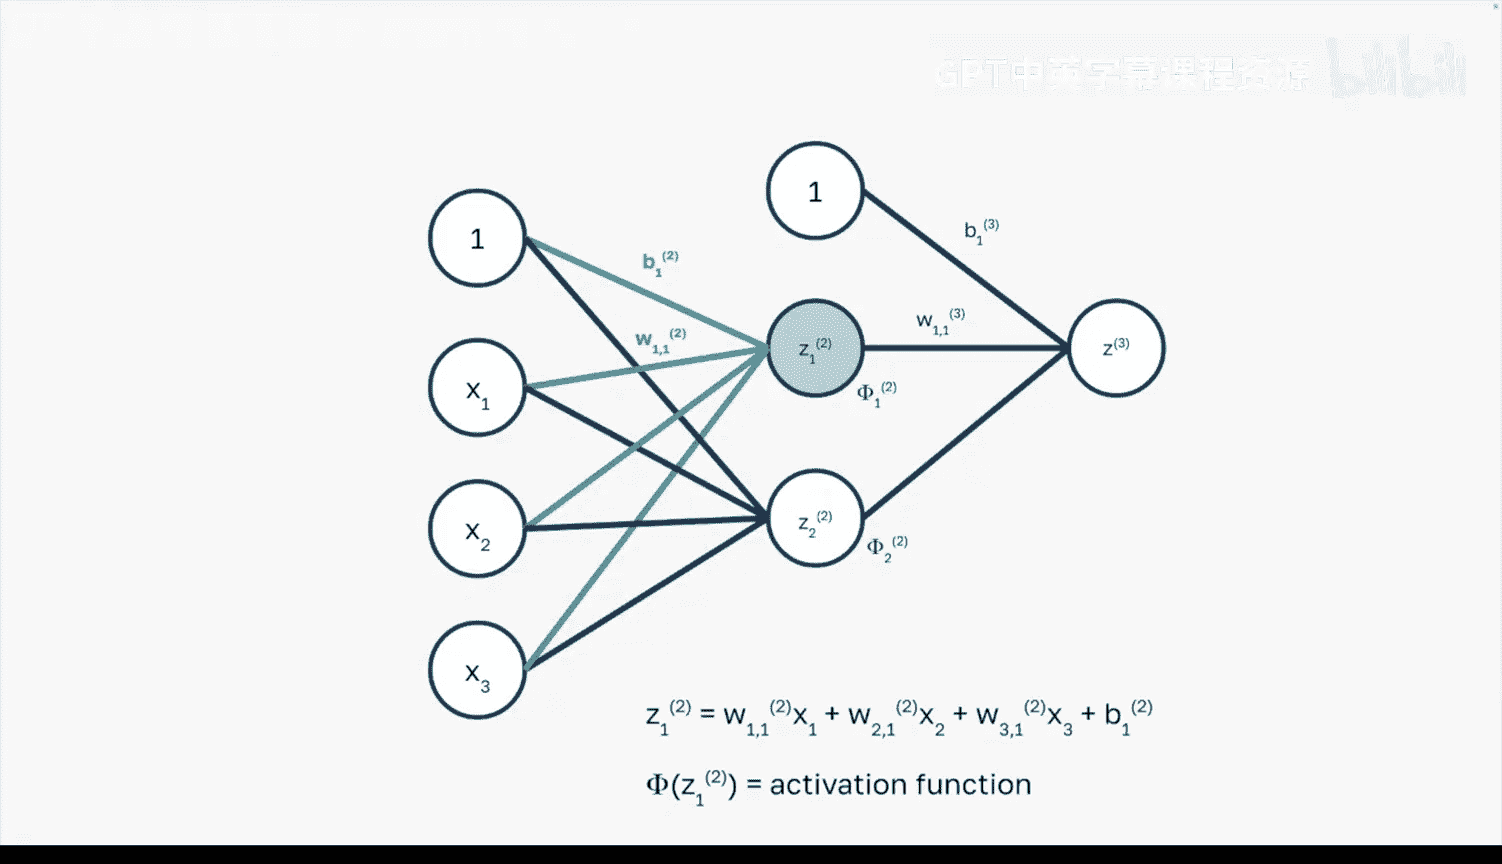 GPT中英字幕课程资源 bilibili
1
1
b₁⁽³⁾
b₁⁽²⁾
w₁,₁⁽³⁾
w₁,₁⁽²⁾
z₁⁽²⁾
z⁽³⁾
x₁
Φ₁⁽²⁾
z₂⁽²⁾
x₂
Φ₂⁽²⁾
x₃
z₁⁽²⁾ = w₁,₁⁽²⁾x₁ + w₂,₁⁽²⁾x₂ + w₃,₁⁽²⁾x₃ + b₁⁽²⁾
Φ(z₁⁽²⁾) = activation function